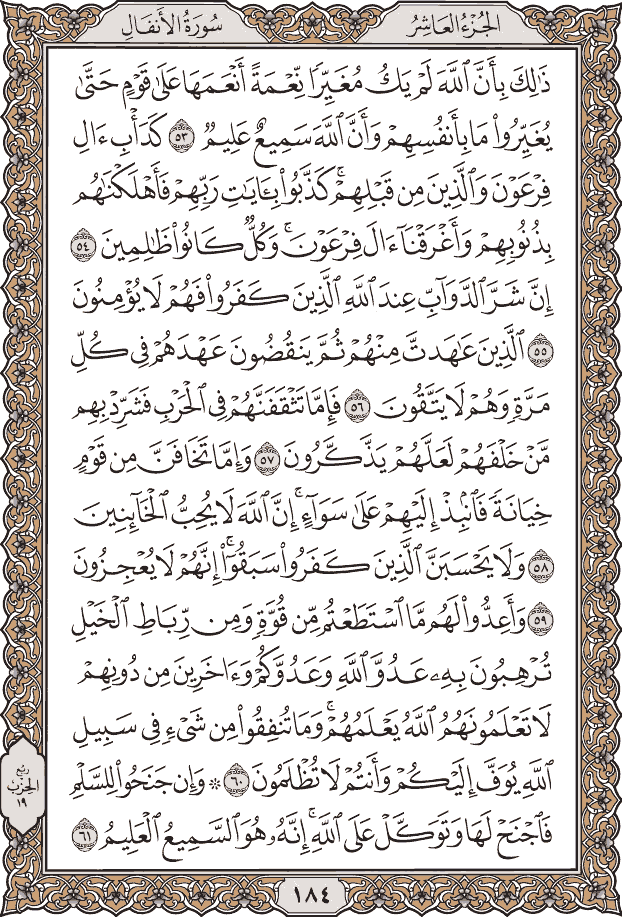 سُورَةُ الأَنفَالِ
الجُزْءُ العَاشِرُ
ذَٰلِكَ بِأَنَّ ٱللَّهَ لَمْ يَكُ مُغَيِّرًا نِّعْمَةً أَنْعَمَهَا عَلَىٰ قَوْمٍ حَتَّىٰ
يُغَيِّرُوا۟ مَا بِأَنفُسِهِمْ وَأَنَّ ٱللَّهَ سَمِيعٌ عَلِيمٌ ٥٣ كَدَأْبِ ءَالِ
فِرْعَوْنَ وَٱلَّذِينَ مِن قَبْلِهِمْ ۚ كَذَّبُوا۟ بِـَٔايَـٰتِ رَبِّهِمْ فَأَهْلَكْنَـٰهُم
بِذُنُوبِهِمْ وَأَغْرَقْنَآ ءَالَ فِرْعَوْنَ ۚ وَكُلٌّ كَانُوا۟ ظَـٰلِمِينَ ٥٤
إِنَّ شَرَّ ٱلدَّوَآبِّ عِندَ ٱللَّهِ ٱلَّذِينَ كَفَرُوا۟ فَهُمْ لَا يُؤْمِنُونَ
٥٥ ٱلَّذِينَ عَـٰهَدتَّ مِنْهُمْ ثُمَّ يَنقُضُونَ عَهْدَهُمْ فِى كُلِّ
مَرَّةٍ وَهُمْ لَا يَتَّقُونَ ٥٦ فَإِمَّا تَثْقَفَنَّهُمْ فِى ٱلْحَرْبِ فَشَرِّدْ بِهِم
مَّنْ خَلْفَهُمْ لَعَلَّهُمْ يَذَّكَّرُونَ ٥٧ وَإِمَّا تَخَافَنَّ مِن قَوْمٍ
خِيَانَةً فَٱنۢبِذْ إِلَيْهِمْ عَلَىٰ سَوَآءٍ ۚ إِنَّ ٱللَّهَ لَا يُحِبُّ ٱلْخَآئِنِينَ
٥٨ وَلَا يَحْسَبَنَّ ٱلَّذِينَ كَفَرُوا۟ سَبَقُوٓا۟ ۚ إِنَّهُمْ لَا يُعْجِزُونَ
٥٩ وَأَعِدُّوا۟ لَهُم مَّا ٱسْتَطَعْتُم مِّن قُوَّةٍ وَمِن رِّبَاطِ ٱلْخَيْلِ
تُرْهِبُونَ بِهِۦ عَدُوَّ ٱللَّهِ وَعَدُوَّكُمْ وَءَاخَرِينَ مِن دُونِهِمْ
لَا تَعْلَمُونَهُمُ ٱللَّهُ يَعْلَمُهُمْ ۚ وَمَا تُنفِقُوا۟ مِن شَىْءٍ فِى سَبِيلِ
ٱللَّهِ يُوَفَّ إِلَيْكُمْ وَأَنتُمْ لَا تُظْلَمُونَ ٦٠ ۞ وَإِن جَنَحُوا۟ لِلسَّلْمِ
فَٱجْنَحْ لَهَا وَتَوَكَّلْ عَلَى ٱللَّهِ ۚ إِنَّهُۥ هُوَ ٱلسَّمِيعُ ٱلْعَلِيمُ ٦١
ربع
الحزب
١٩
١٨٤